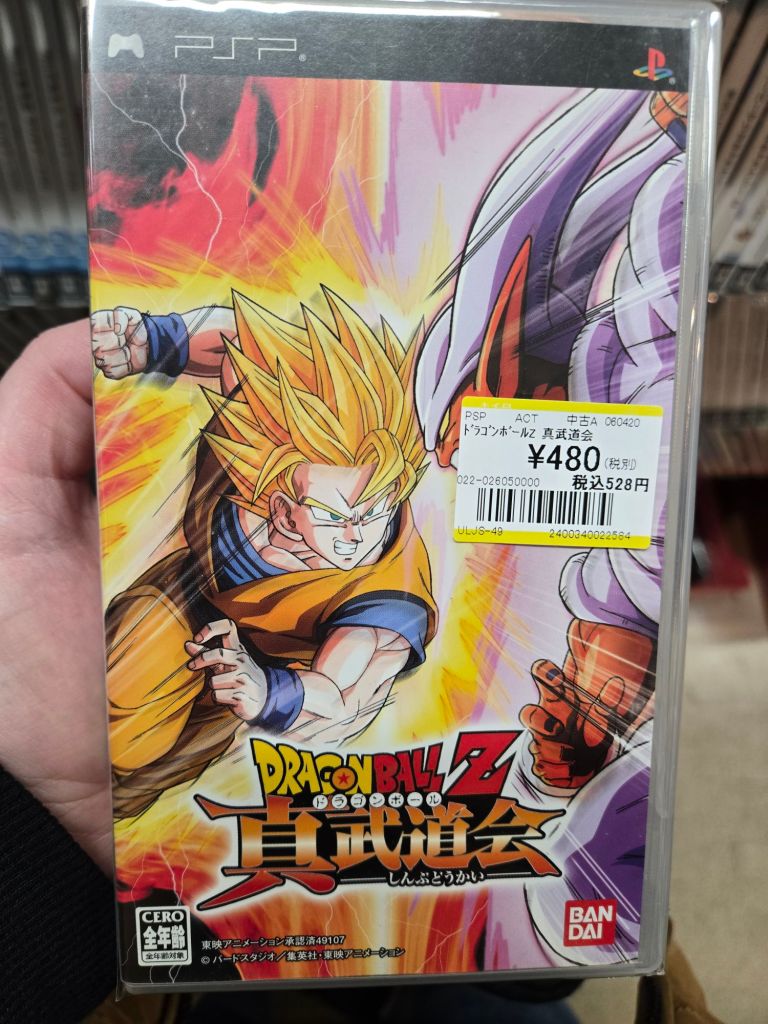 PSP
PSP ACT 中古A 060420
ドラゴンボールZ 真武道会
¥480(税別)
022-026050000 税込528円
ULJS-49 2400340022564
DRAGON BALL Z
ドラゴンボール
真武道会
しんぶどうかい
CERO
全年齢
全年齢対象
東映アニメーション承認済49107
© バードスタジオ/集英社・東映アニメーション
BAN
DAI